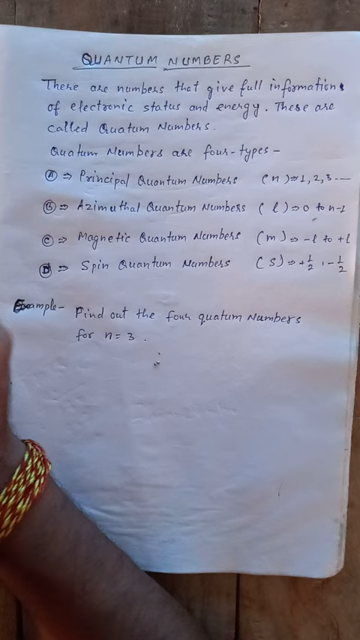 QUANTUM NUMBERS
There are numbers that give full informations
of electronic status and energy. These are
called Quatum Numbers.
Quatum Numbers are four-types-
Ⓐ ⇒ Principal Quantum Numbers (n)=1,2,3---
Ⓑ ⇒ Azimuthal Quantum Numbers (l)=0 to n-1
Ⓒ ⇒ Magnetic Quantum Numbers (m)=-l to +l
Ⓓ ⇒ Spin Quantum Numbers (S)=+½, -½
Example- Find out the four quatum Numbers
for n=3.